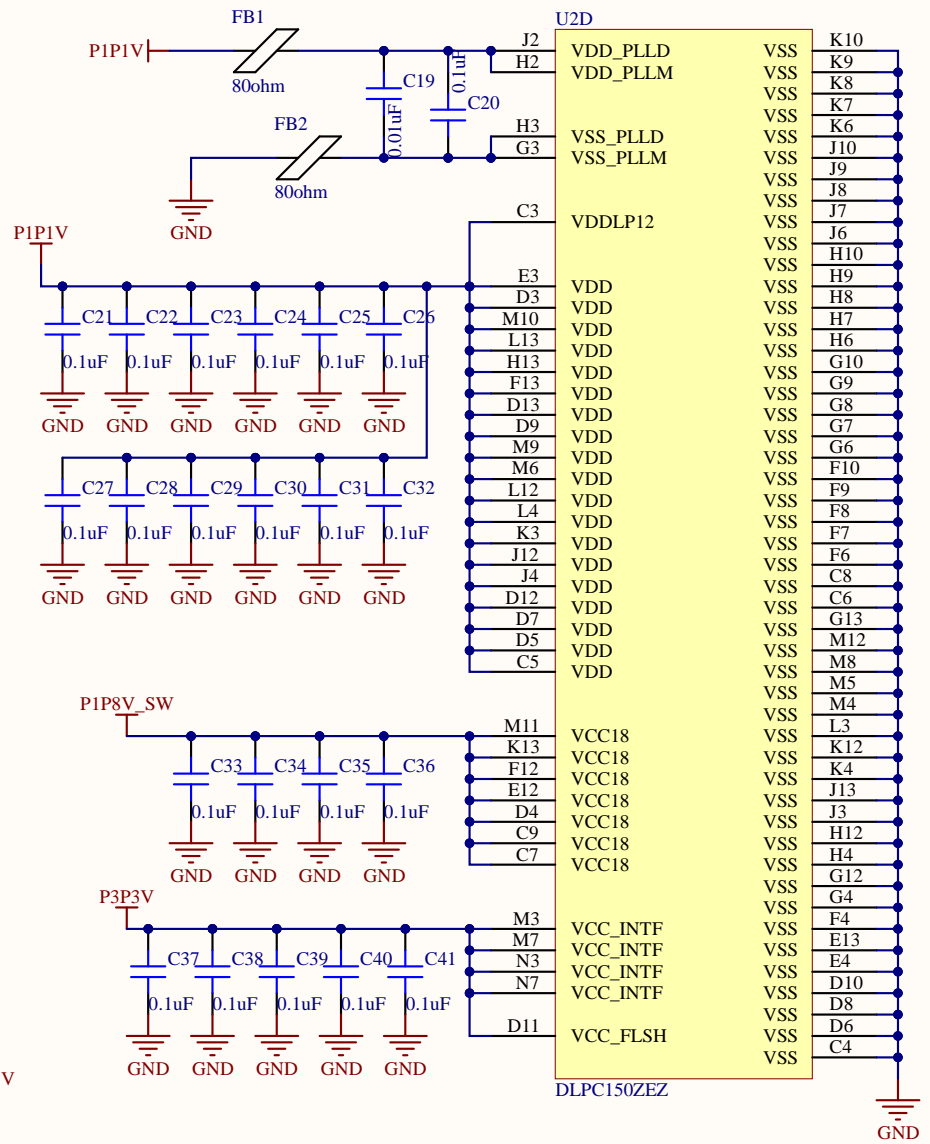 FB1
P1P1V
80ohm
C19
0.01uF
0.1uF
C20
FB2
80ohm
GND
P1P1V
C21
C22
C23
C24
C25
C26
0.1uF
0.1uF
0.1uF
0.1uF
0.1uF
0.1uF
GND
GND
GND
GND
GND
GND
C27
C28
C29
C30
C31
C32
0.1uF
0.1uF
0.1uF
0.1uF
0.1uF
0.1uF
GND
GND
GND
GND
GND
GND
P1P8V_SW
C33
C34
C35
C36
0.1uF
0.1uF
0.1uF
0.1uF
GND
GND
GND
GND
P3P3V
C37
C38
C39
C40
C41
0.1uF
0.1uF
0.1uF
0.1uF
0.1uF
GND
GND
GND
GND
GND
V
U2D
J2 VDD_PLLD
H2 VDD_PLLM
H3 VSS_PLLD
G3 VSS_PLLM
C3 VDDLP12
E3 VDD
D3 VDD
M10 VDD
L13 VDD
H13 VDD
F13 VDD
D13 VDD
D9 VDD
M9 VDD
M6 VDD
L12 VDD
L4 VDD
K3 VDD
J12 VDD
J4 VDD
D12 VDD
D7 VDD
D5 VDD
C5 VDD
M11 VCC18
K13 VCC18
F12 VCC18
E12 VCC18
D4 VCC18
C9 VCC18
C7 VCC18
M3 VCC_INTF
M7 VCC_INTF
N3 VCC_INTF
N7 VCC_INTF
D11 VCC_FLSH
VSS K10
VSS K9
VSS K8
VSS K7
VSS K6
VSS J10
VSS J9
VSS J8
VSS J7
VSS J6
VSS H10
VSS H9
VSS H8
VSS H7
VSS H6
VSS G10
VSS G9
VSS G8
VSS G7
VSS G6
VSS F10
VSS F9
VSS F8
VSS F7
VSS F6
VSS C8
VSS C6
VSS G13
VSS M12
VSS M8
VSS M5
VSS M4
VSS L3
VSS K12
VSS K4
VSS J13
VSS J3
VSS H12
VSS H4
VSS G12
VSS G4
VSS F4
VSS E13
VSS E4
VSS D10
VSS D8
VSS D6
VSS C4
DLPC150ZEZ
GND